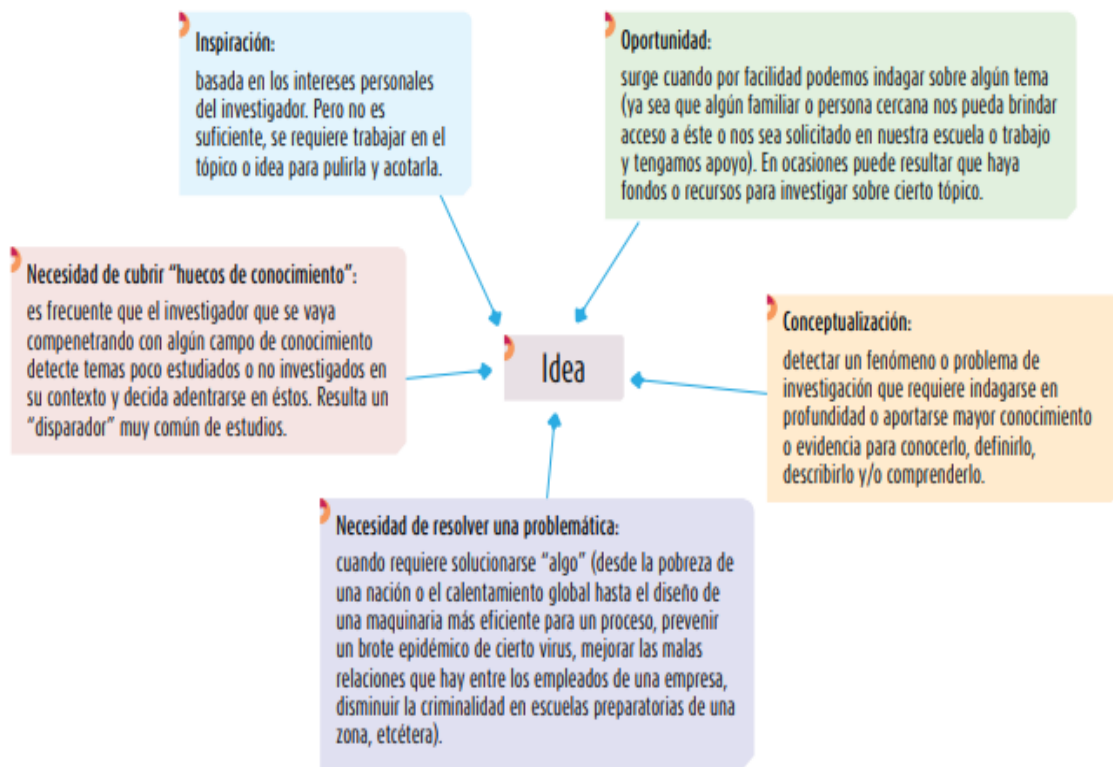 Inspiración:
basada en los intereses personales
del investigador. Pero no es
suficiente, se requiere trabajar en el
tópico o idea para pulirla y acotarla.
Oportunidad:
surge cuando por facilidad podemos indagar sobre algún tema
(ya sea que algún familiar o persona cercana nos pueda brindar
acceso a éste o nos sea solicitado en nuestra escuela o trabajo
y tengamos apoyo). En ocasiones puede resultar que haya
fondos o recursos para investigar sobre cierto tópico.
Necesidad de cubrir “huecos de conocimiento”:
es frecuente que el investigador que se vaya
compenetrando con algún campo de conocimiento
detecte temas poco estudiados o no investigados en
su contexto y decida adentrarse en éstos. Resulta un
“disparador” muy común de estudios.
Idea
Conceptualización:
detectar un fenómeno o problema de
investigación que requiere indagarse en
profundidad o aportarse mayor conocimiento
o evidencia para conocerlo, definirlo,
describirlo y/o comprenderlo.
Necesidad de resolver una problemática:
cuando requiere solucionarse “algo” (desde la pobreza de
una nación o el calentamiento global hasta el diseño de
una maquinaria más eficiente para un proceso, prevenir
un brote epidémico de cierto virus, mejorar las malas
relaciones que hay entre los empleados de una empresa,
disminuir la criminalidad en escuelas preparatorias de una
zona, etcétera).